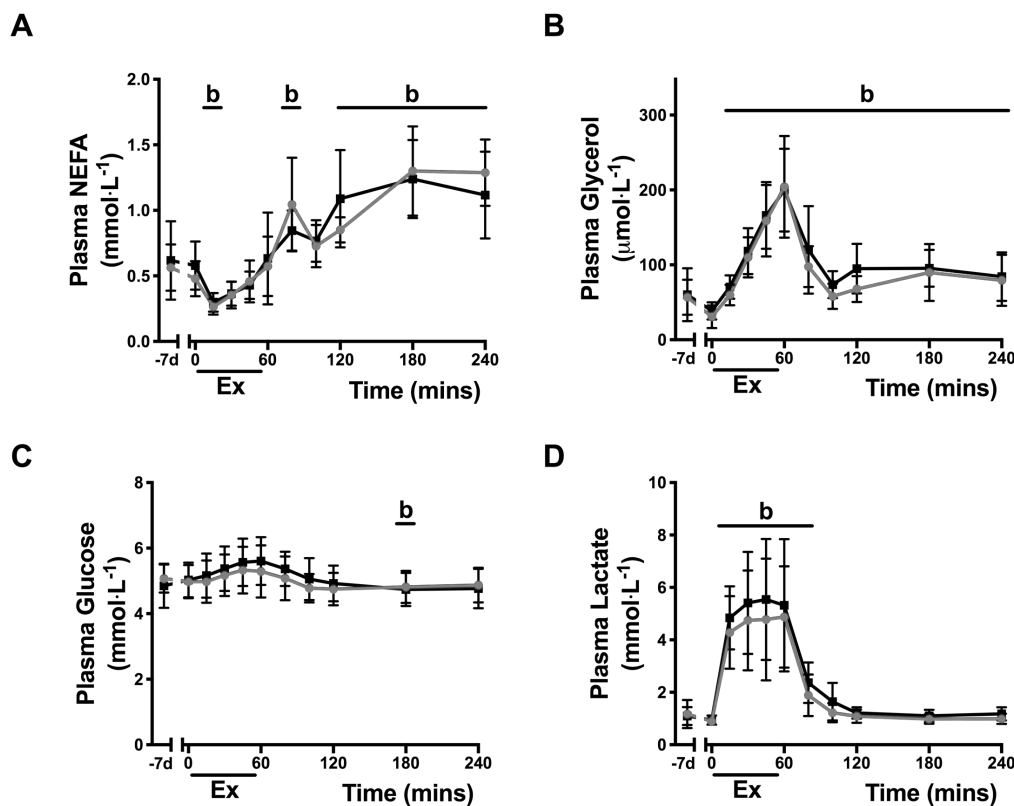 A
Plasma NEFA
(mmol·L-1)
2.0
1.5
1.0
0.5
0.0
b
b
b
-7d
0
60
120
180
240
Ex
Time (mins)
B
Plasma Glycerol
(μmol·L-1)
300
200
100
0
b
-7d
0
60
120
180
240
Ex
Time (mins)
C
Plasma Glucose
(mmol·L-1)
8
6
4
2
0
b
-7d
0
60
120
180
240
Ex
Time (mins)
D
Plasma Lactate
(mmol·L-1)
10
8
6
4
2
0
b
-7d
0
60
120
180
240
Ex
Time (mins)